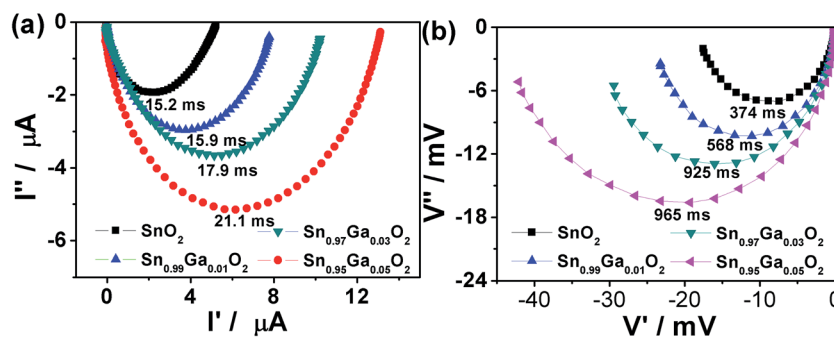 (a)
I'' / μA
0
-2
-4
-6
15.2 ms
15.9 ms
17.9 ms
21.1 ms
SnO₂
Sn₀.₉₇Ga₀.₀₃O₂
Sn₀.₉₉Ga₀.₀₁O₂
Sn₀.₉₅Ga₀.₀₅O₂
0 4 8 12
I' / μA
(b)
V'' / mV
0
-6
-12
-18
-24
374 ms
568 ms
925 ms
965 ms
SnO₂
Sn₀.₉₇Ga₀.₀₃O₂
Sn₀.₉₉Ga₀.₀₁O₂
Sn₀.₉₅Ga₀.₀₅O₂
-40 -30 -20 -10 0
V' / mV